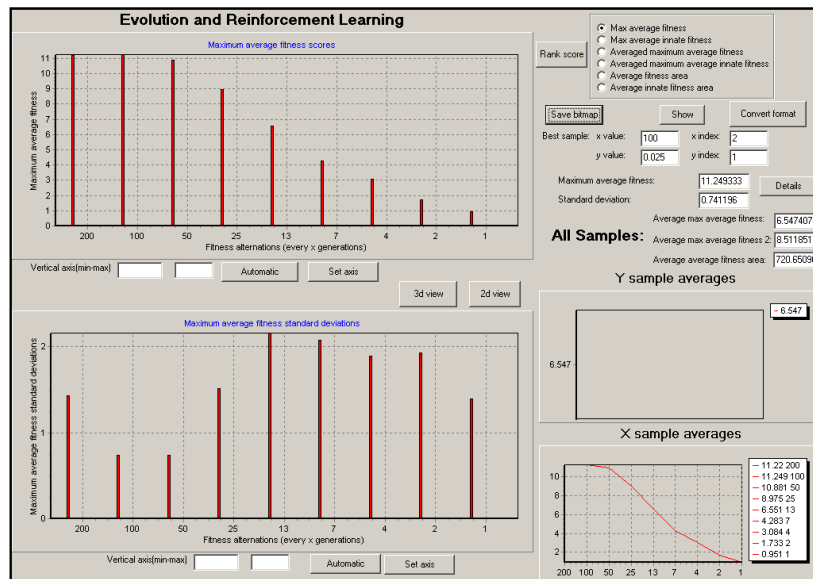 Evolution and Reinforcement Learning
Maximum average fitness scores
Maximum average fitness
11
10
9
8
7
6
5
4
3
2
1
0
200 100 50 25 13 7 4 2 1
Fitness alternations (every x generations)
Vertical axis(min-max) Automatic Set axis
3d view 2d view
Maximum average fitness standard deviations
Maximum average fitness standard deviations
2
1
0
200 100 50 25 13 7 4 2 1
Fitness alternations (every x generations)
Vertical axis(min-max) Automatic Set axis
Rank score
Max average fitness
Max average innate fitness
Averaged maximum average fitness
Averaged maximum average innate fitness
Average fitness area
Average innate fitness area
Save bitmap Show Convert format
Best sample: x value: 100 x index: 2
y value: 0.025 y index: 1
Maximum average fitness: 11.249333
Details
Standard deviation: 0.741196
All Samples:
Average max average fitness: 6.547407
Average max average fitness 2: 8.511851
Average average fitness area: 720.6509
Y sample averages
6.547
6.547
X sample averages
10
8
6
4
2
200 100 50 25 13 7 4 2 1
11.22 200
11.249 100
10.881 50
8.975 25
6.551 13
4.283 7
3.084 4
1.733 2
0.951 1